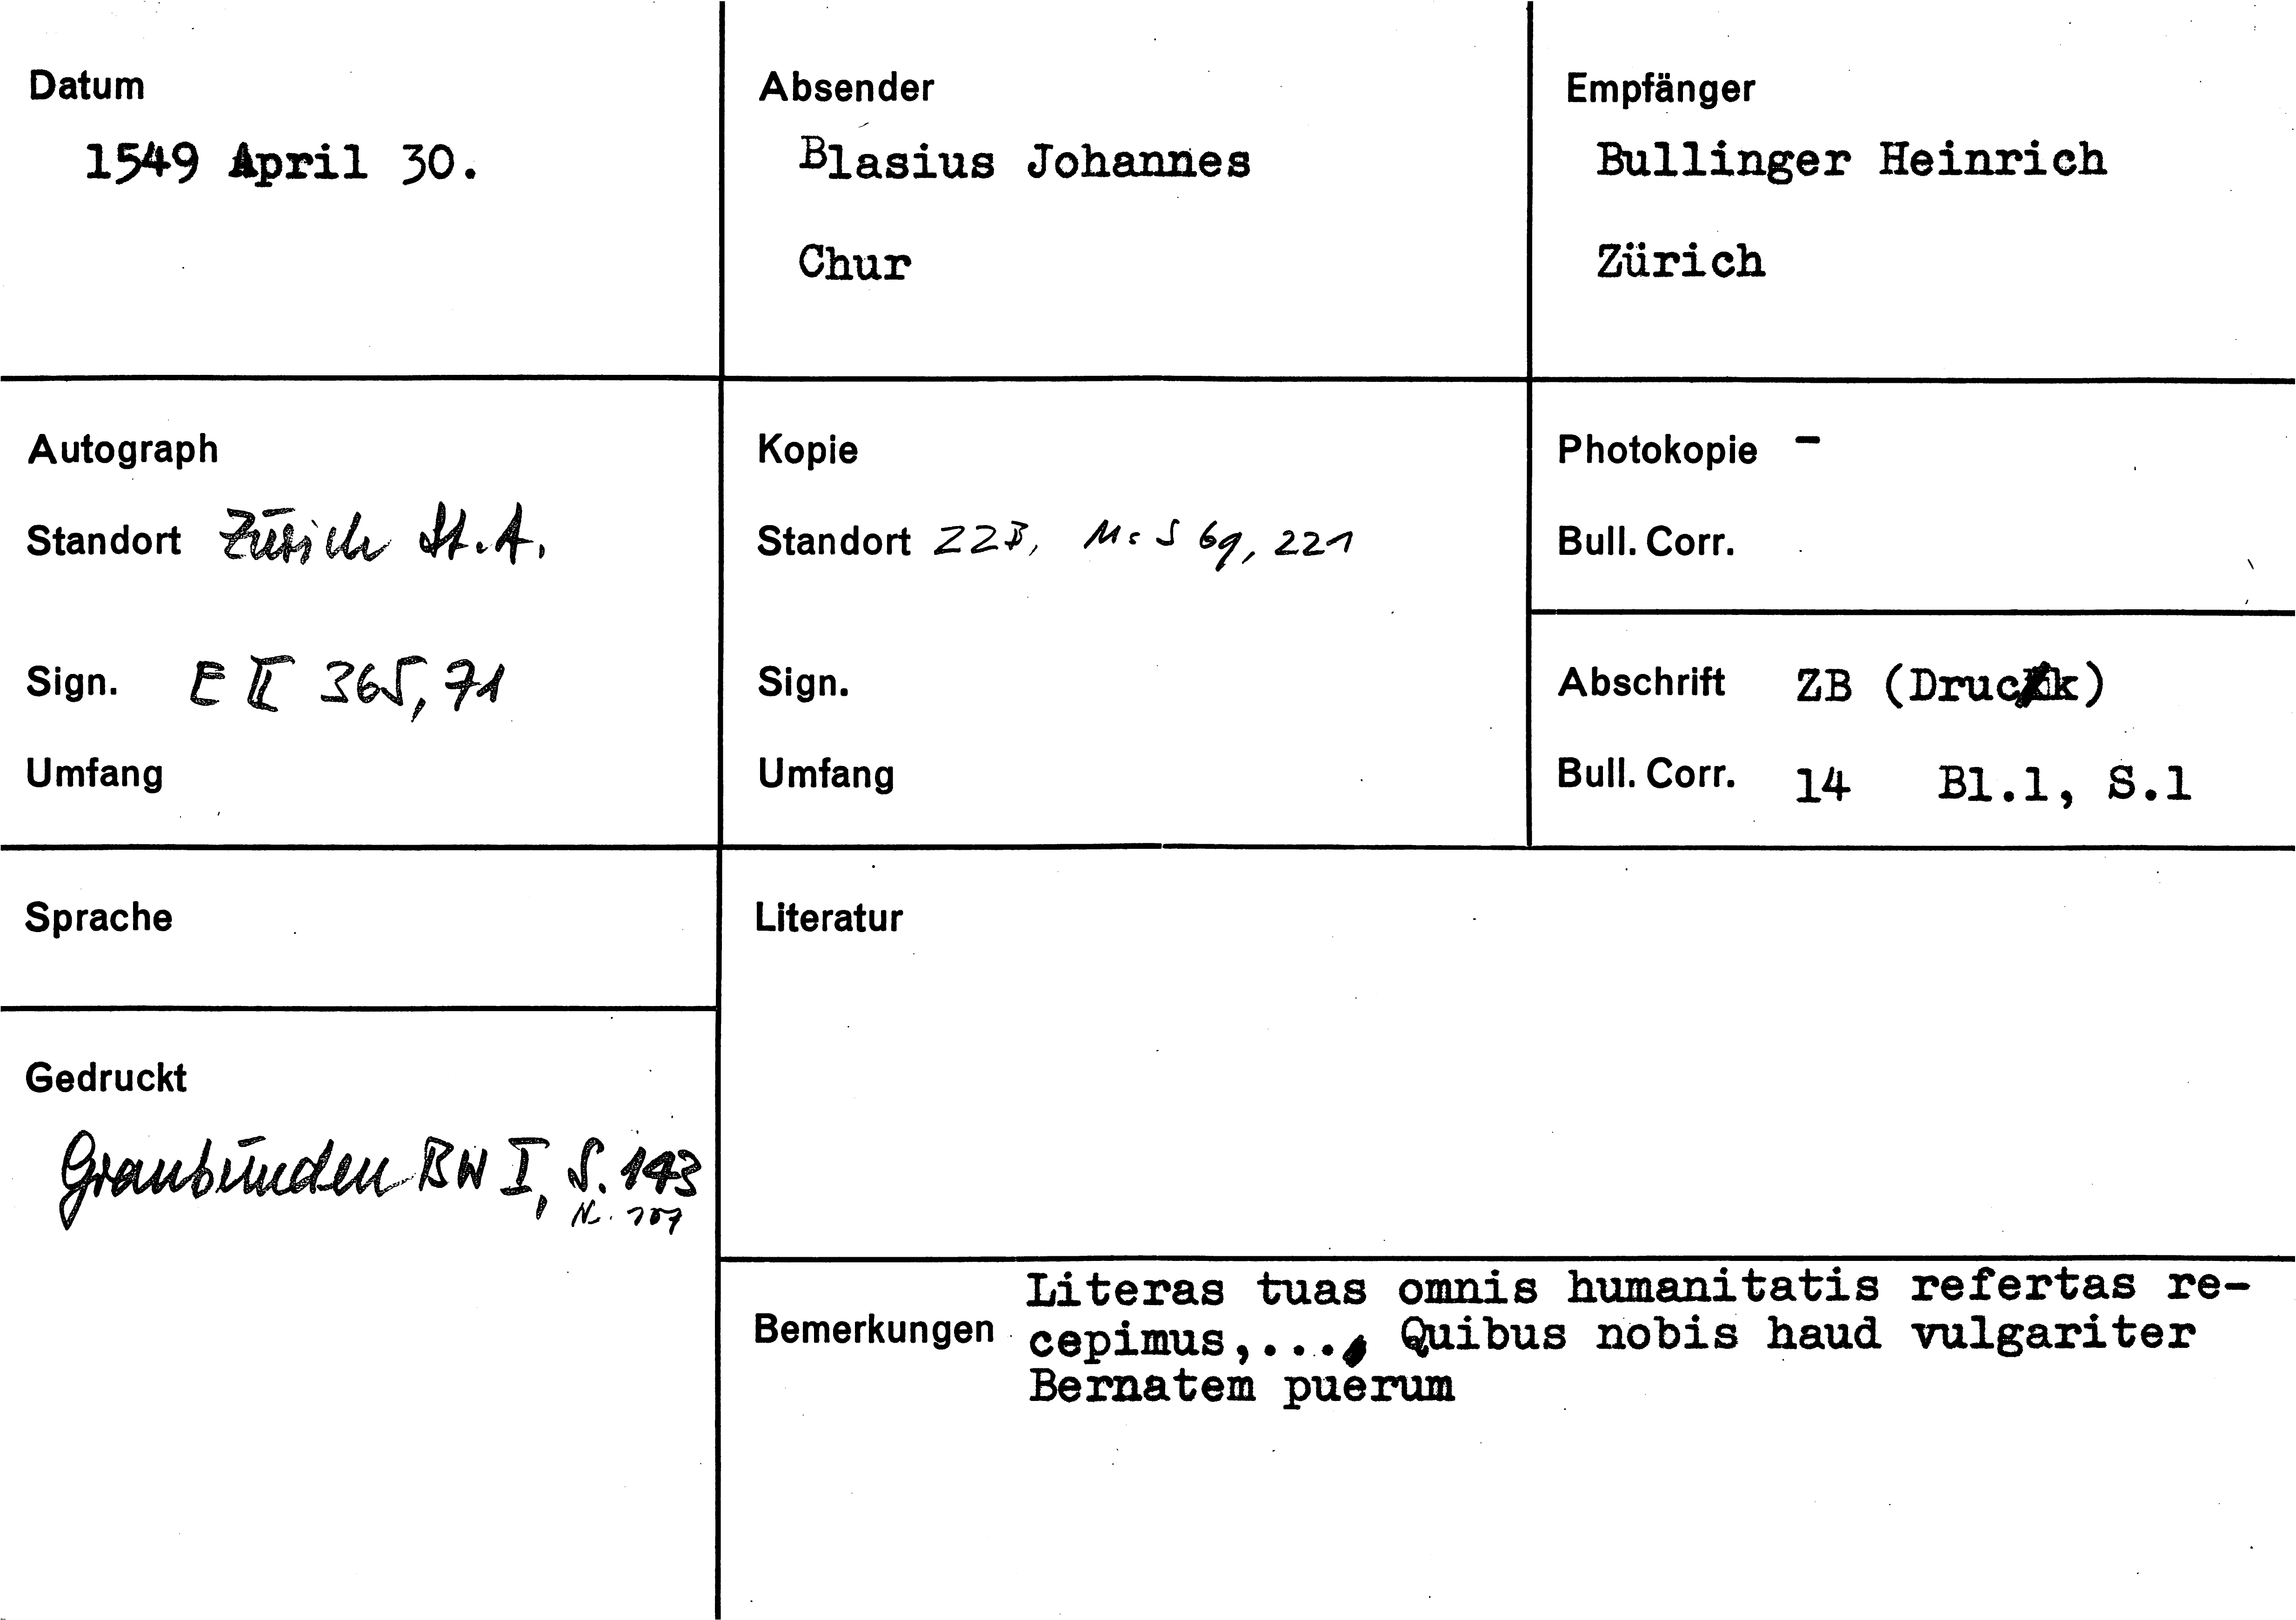 Datum
1549 April 30.
Absender
Blasius Johannes
Chur
Empfänger
Bullinger Heinrich
Zürich
Autograph
Standort Zürich St.A.
Sign. E II 365, 71
Umfang
Kopie
Standort ZZB, Ms S 69, 221
Sign.
Umfang
Photokopie -
Bull. Corr.
Abschrift ZB (Druck)
Bull. Corr. 14 Bl.1, S.1
Sprache
Literatur
Gedruckt
Graubünden BW I, S. 143
Nr. 107
Bemerkungen
Literas tuas omnis humanitatis refertas re-
cepimus,... Quibus nobis haud vulgariter
Bernatem puerum